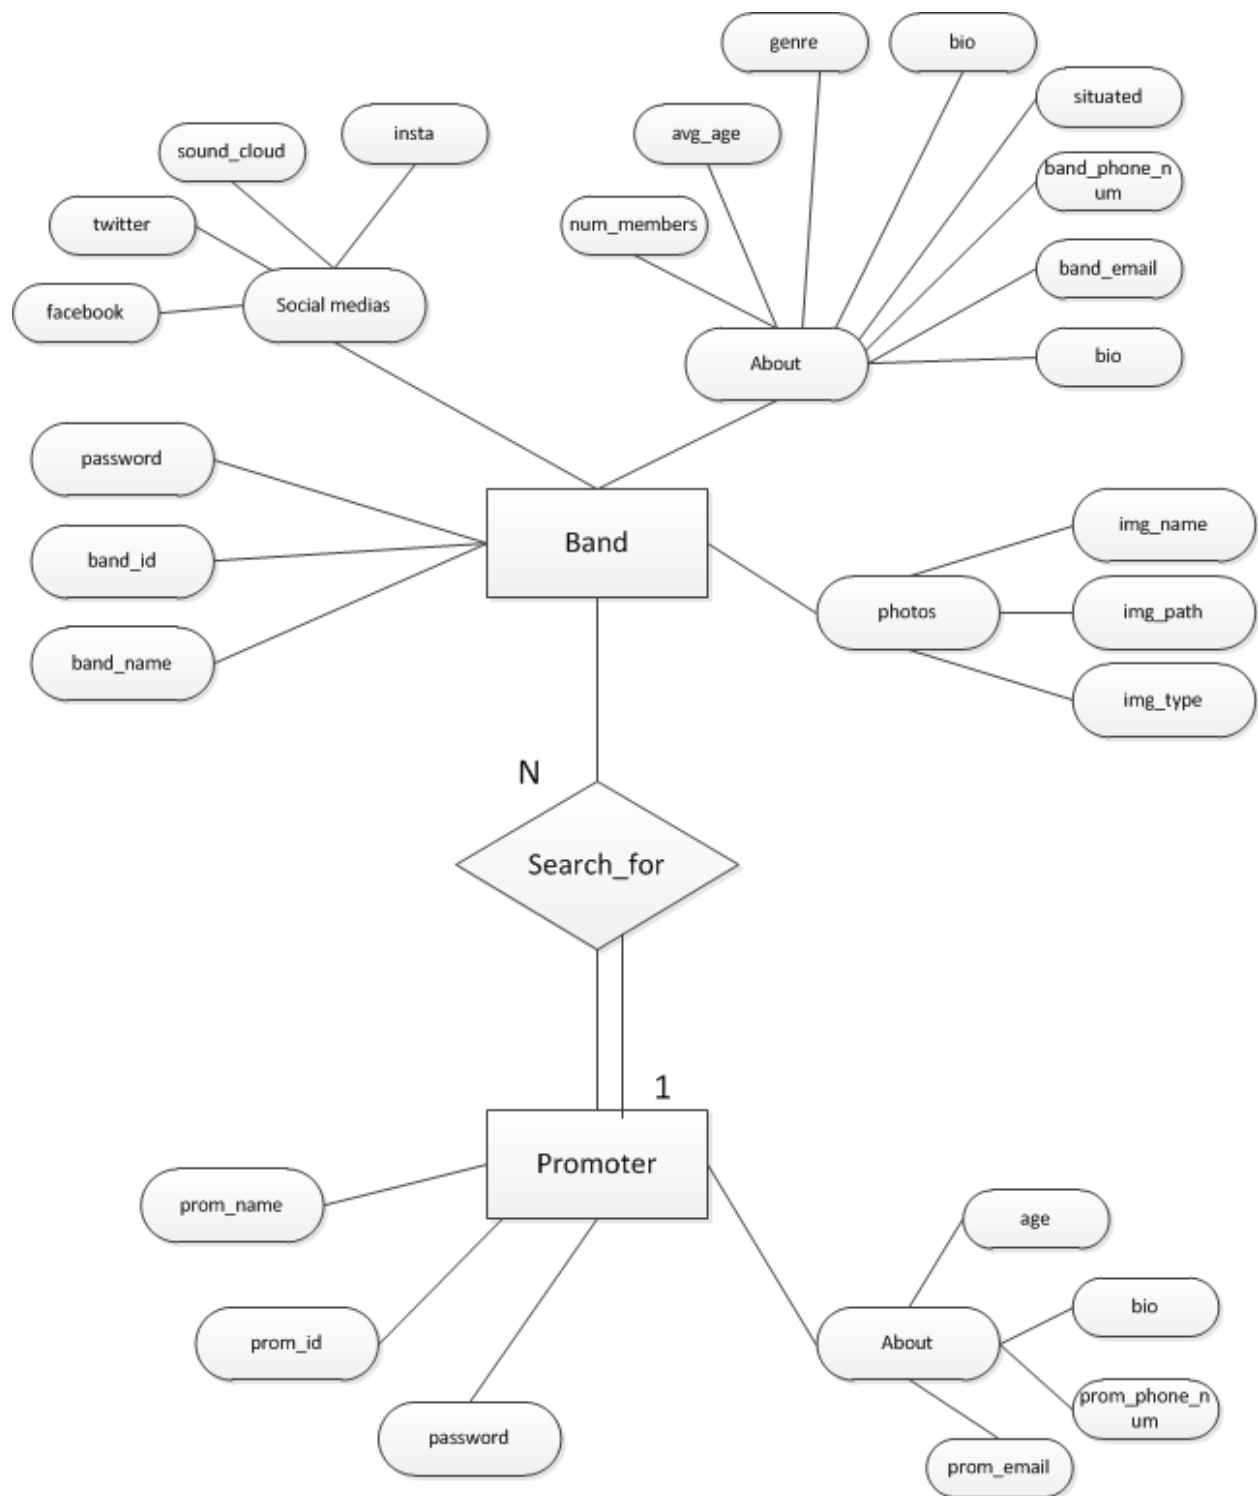 genre
bio
situated
insta
avg_age
sound_cloud
band_phone_n
um
twitter
num_members
band_email
Social medias
facebook
bio
About
password
img_name
Band
band_id
photos
img_path
band_name
img_type
N
Search_for
1
Promoter
prom_name
age
bio
prom_id
About
prom_phone_n
um
password
prom_email